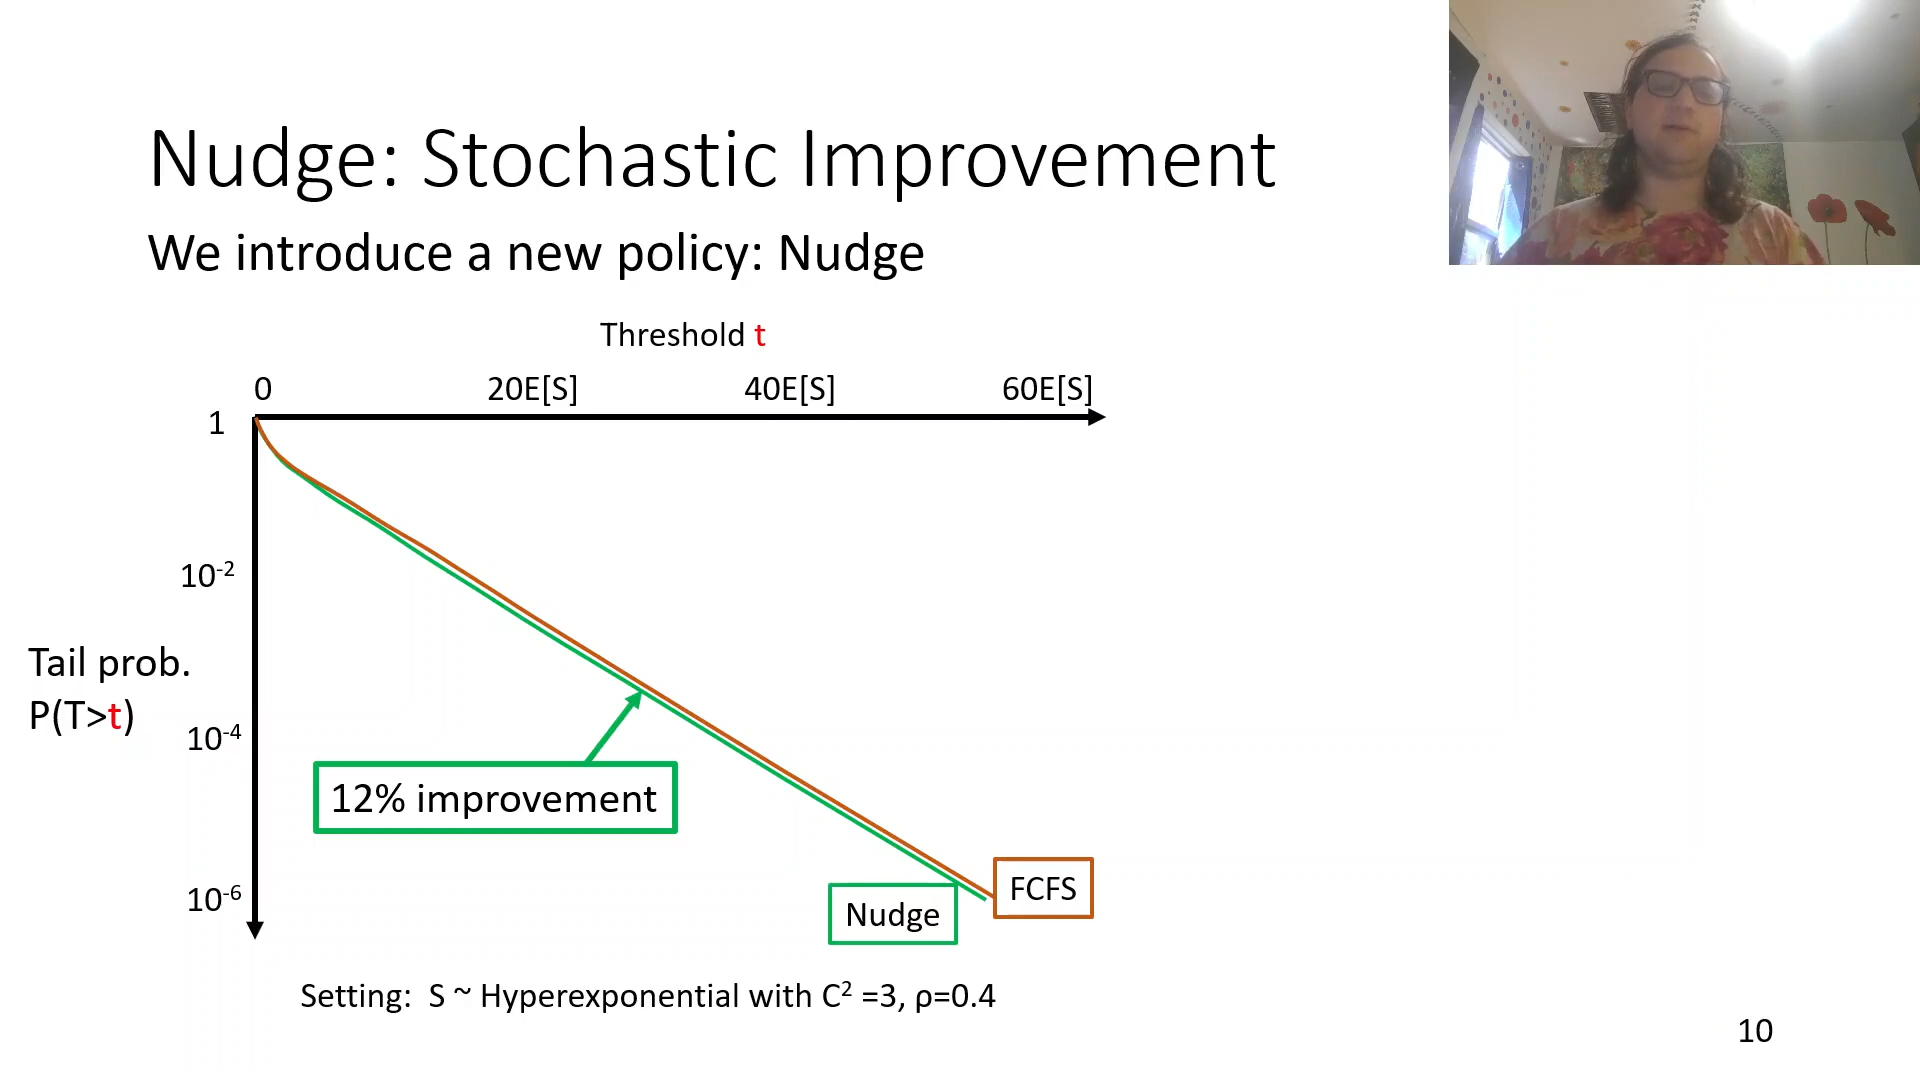 Nudge: Stochastic Improvement
We introduce a new policy: Nudge
Threshold t
0 20E[S] 40E[S] 60E[S]
1
10⁻²
Tail prob.
P(T>t)
10⁻⁴
12% improvement
10⁻⁶
FCFS
Nudge
Setting: S ~ Hyperexponential with C² =3, ρ=0.4
10